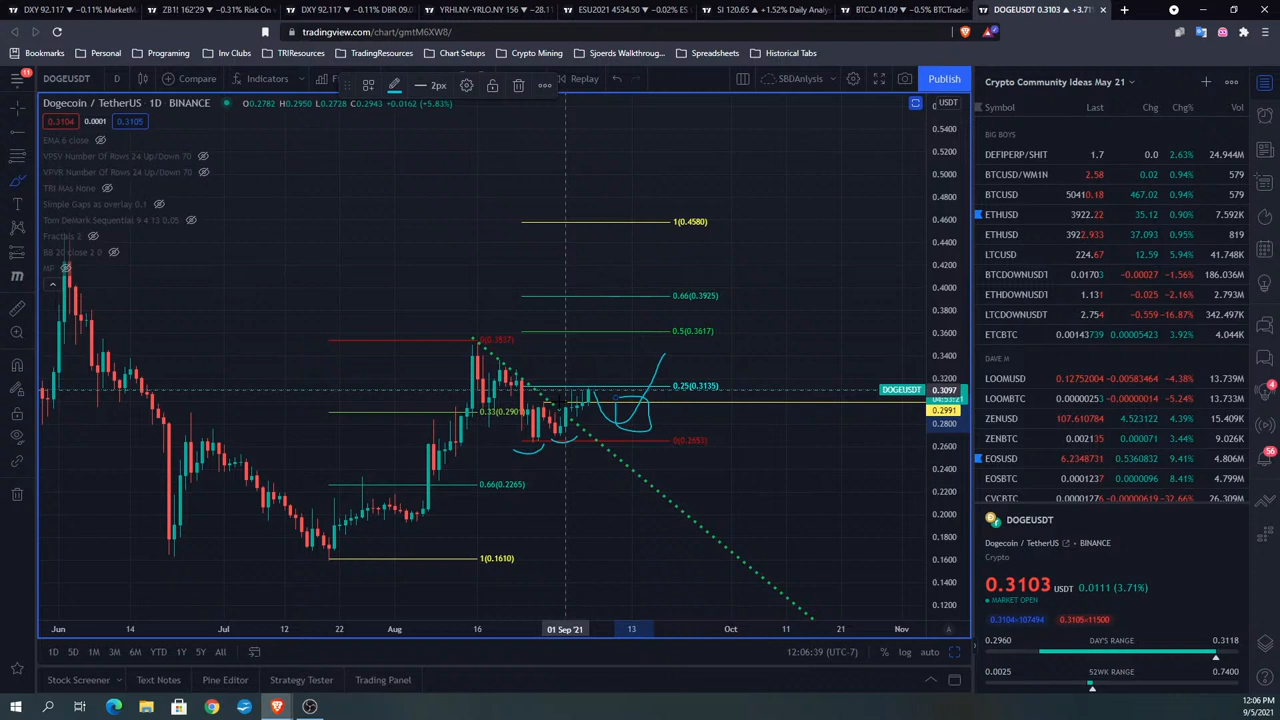 DXY 92.117 ▼ −0.11% MarketM
ZB1! 162'29 ▼ −0.31% Risk On v
DXY 92.117 ▼ −0.11% DBR 09.0
YRHLNY-YRLO.NY 156 ▼ −28.11
ESU2021 4534.50 ▼ −0.02% ES C
SI 120.65 ▲ +1.52% Daily Analy
BTC.D 41.09 ▼ −0.5% BTCTradeM
DOGEUSDT 0.3103 ▲ +3.71%
tradingview.com/chart/gmtM6XW8/
Bookmarks
Personal
Programing
Inv Clubs
TRIResources
TradingResources
Chart Setups
Crypto Mining
Sjoerds Walkthroug...
Spreadsheets
Historical Tabs
11
DOGEUSDT
D
Compare
Indicators
2px
Replay
SBDAnlysis
Publish
Crypto Community Ideas May 21
Dogecoin / TetherUS · 1D · BINANCE
O0.2782 H0.2950 L0.2728 C0.2943 +0.0162 (+5.83%)
USDT
0.3104
0.0001
0.3105
EMA 6 close
VPSV Number Of Rows 24 Up/Down 70
VPVR Number Of Rows 24 Up/Down 70
TRI MAs None
Simple Gaps as overlay 0.1
Tom DeMark Sequential 9 4 13 0.05
Fractals 2
BB 20 close 2 0
MF
0.5400
0.5200
0.5000
0.4800
0.4600
0.4400
0.4200
0.4000
0.3800
0.3600
0.3400
0.3200
0.2800
0.2600
0.2400
0.2200
0.2000
0.1800
0.1600
0.1400
0.1200
1(0.4580)
0.66(0.3925)
0.5(0.3617)
0.25(0.3135)
0(0.3537)
0.33(0.2901)
0.66(0.2265)
1(0.1610)
DOGEUSDT
0.3097
04:53:21
0.2991
Jun
14
Jul
12
22
Aug
16
01 Sep '21
13
Oct
11
21
Nov
A
1D
5D
1M
3M
6M
YTD
1Y
5Y
All
12:06:39 (UTC-7)
%
log
auto
Stock Screener
Text Notes
Pine Editor
Strategy Tester
Trading Panel
Symbol Last Chg Chg% Vol
BIG BOYS
DEFIPERP/SHIT 1.7 0.0 2.63% 24.944M
BTCUSD/WM1N 2.58 0.02 0.94% 579
BTCUSD 50410.18 467.02 0.94% 579
ETHUSD 3922.22 35.12 0.90% 7.592K
ETHUSD 3922.933 37.093 0.95% 819
LTCUSD 224.67 12.59 5.94% 41.748K
BTCDOWNUSDT 0.01703 −0.00027 −1.56% 186.036M
ETHDOWNUSDT 1.131 −0.025 −2.16% 2.793M
LTCDOWNUSDT 2.754 −0.559 −16.87% 342.497K
ETCBTC 0.00143739 0.00005423 3.92% 4.044K
DAVE M
LOOMUSD 0.12752004 −0.00583464 −4.38% 13.739M
LOOMBTC 0.00000253 −0.00000014 −5.24% 13.732M
ZENUSD 107.610784 4.523122 4.39% 15.409K
ZENBTC 0.002135 0.000071 3.44% 9.026K
EOSUSD 6.2348731 0.5360832 9.41% 4.806M
EOSBTC 0.0001237 0.0000096 8.41% 4.799M
CVCBTC
56
DOGEUSDT
Dogecoin / TetherUS
BINANCE
Crypto
0.3103 USDT 0.0111 (3.71%)
MARKET OPEN
0.3104×107494
0.3105×11500
0.2960 DAY'S RANGE 0.3118
0.0025 52WK RANGE 0.7400
12:06 PM
9/5/2021